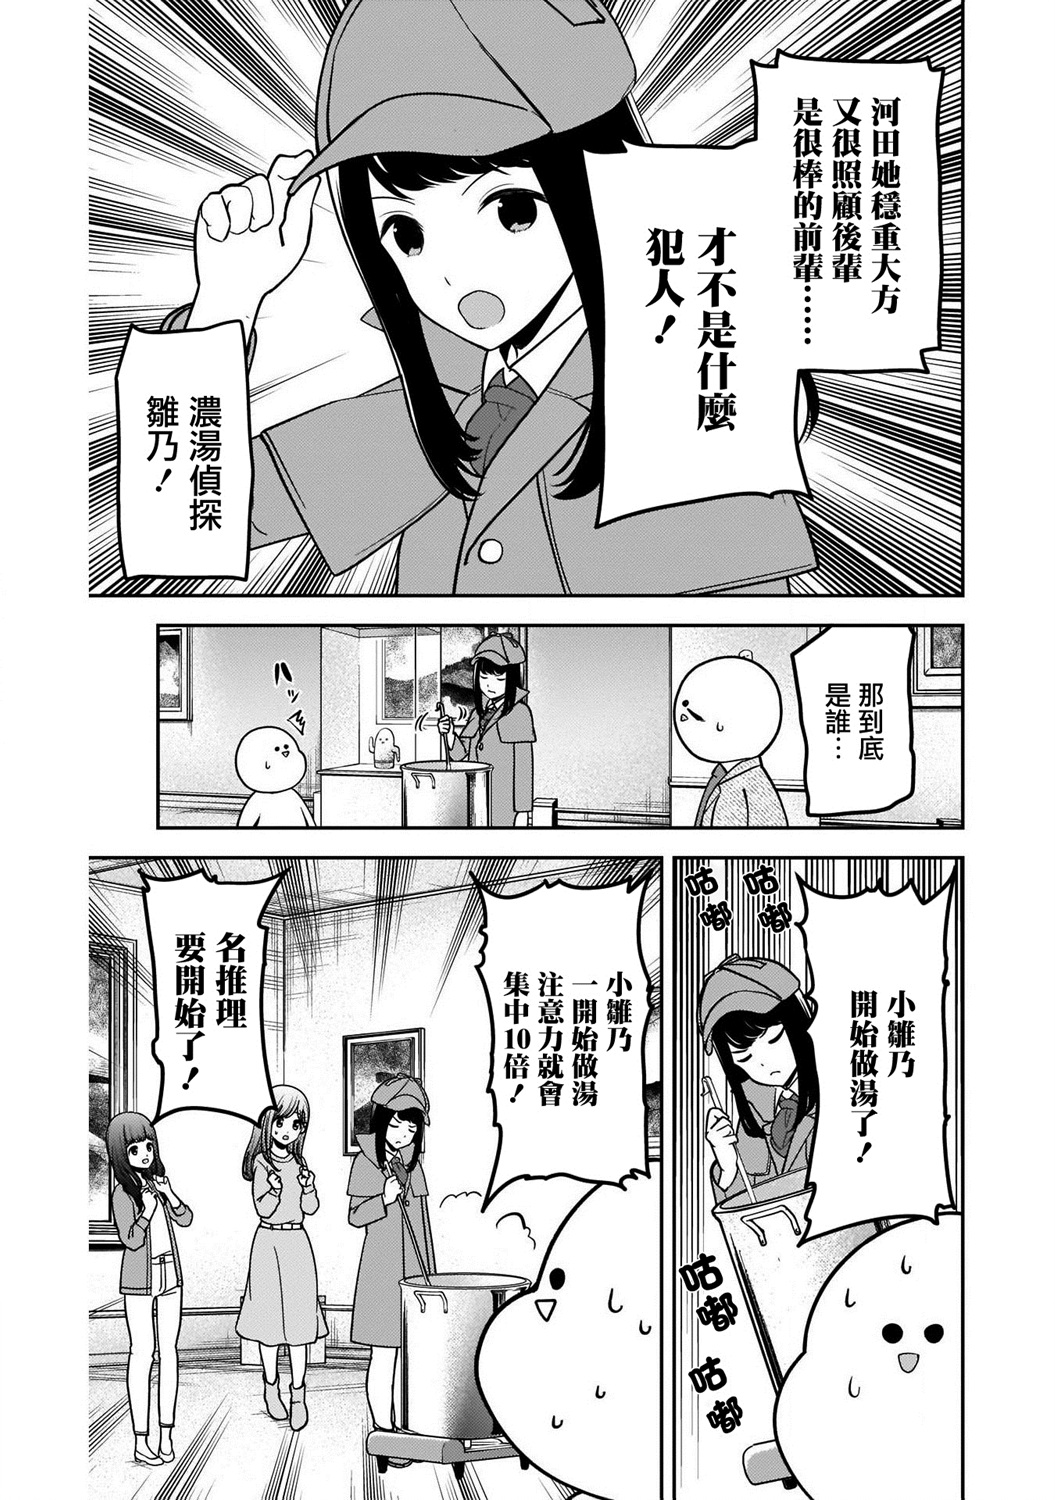 河田她穩重大方
又很照顧後輩
是很棒的前輩……
才不是什麼
犯人！
濃湯偵探
雛乃！
那到底
是誰…
ハッ
咕嘟
咕嘟
小雛乃
開始做湯了！
咕嘟
咕嘟
小雛乃
一開始做湯
注意力就會
集中10倍！
名推理
要開始了！